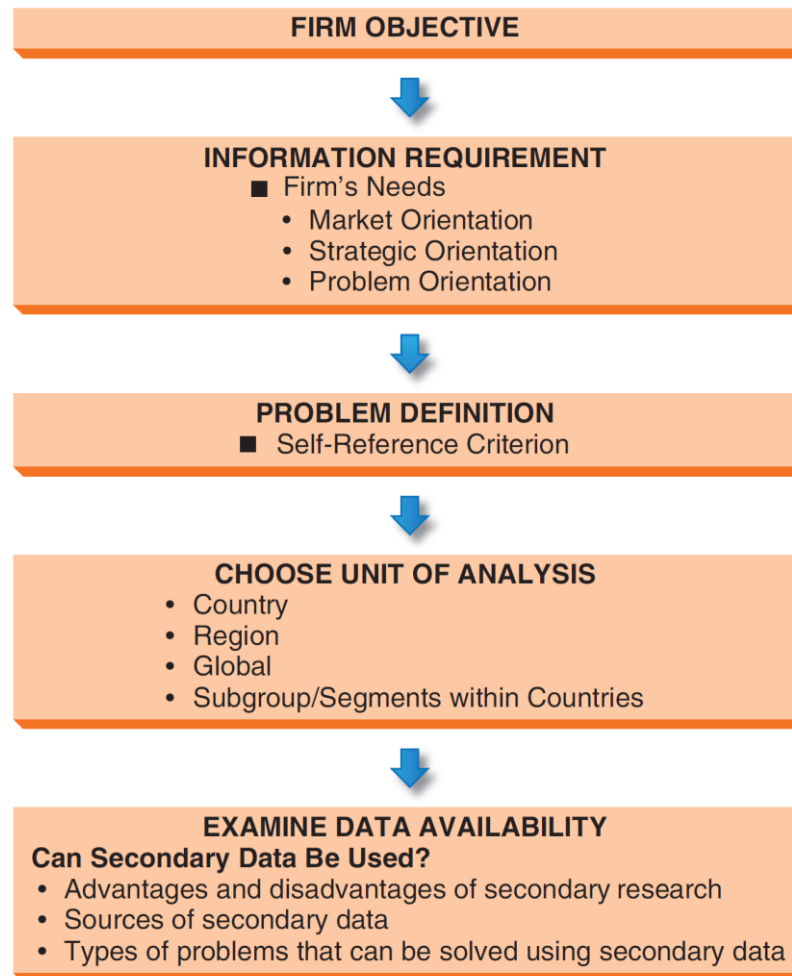 FIRM OBJECTIVE
INFORMATION REQUIREMENT
■ Firm's Needs
• Market Orientation
• Strategic Orientation
• Problem Orientation
PROBLEM DEFINITION
■ Self-Reference Criterion
CHOOSE UNIT OF ANALYSIS
• Country
• Region
• Global
• Subgroup/Segments within Countries
EXAMINE DATA AVAILABILITY
Can Secondary Data Be Used?
• Advantages and disadvantages of secondary research
• Sources of secondary data
• Types of problems that can be solved using secondary data